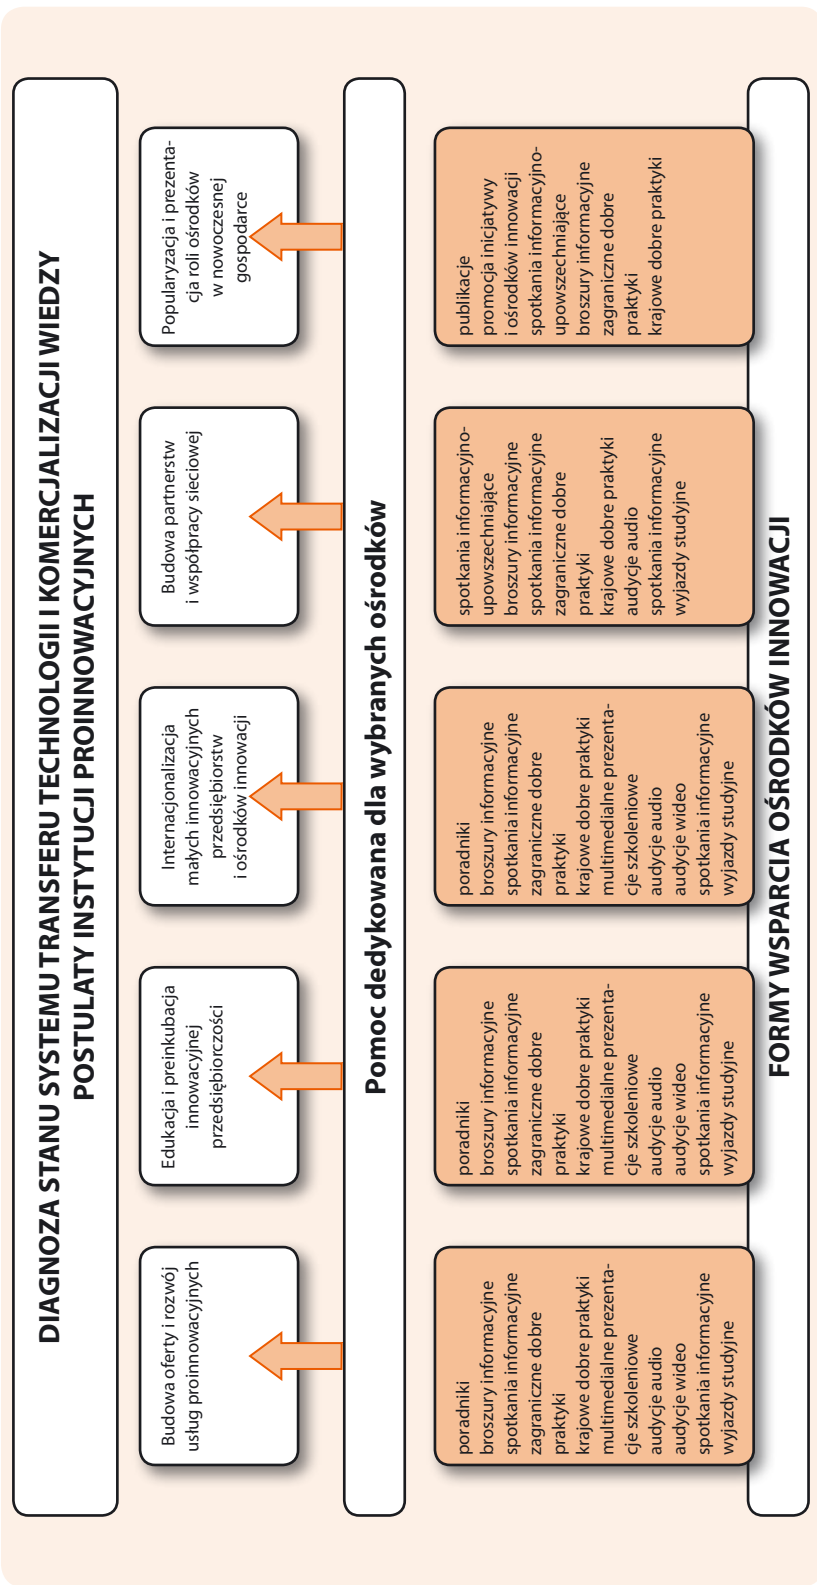 DIAGNOZA STANU SYSTEMU TRANSFERU TECHNOLOGII I KOMERCJALIZACJI WIEDZY
POSTULATY INSTYTUCJI PROINNOWACYJNYCH
Budowa oferty i rozwój
usług proinnowacyjnych
Edukacja i preinkubacja
innowacyjnej
przedsiębiorczości
Internacjonalizacja
małych innowacyjnych
przedsiębiorstw
i ośrodków innowacji
Budowa partnerstw
i współpracy sieciowej
Popularyzacja i prezenta-
cja roli ośrodków
w nowoczesnej
gospodarce
Pomoc dedykowana dla wybranych ośrodków
poradniki
broszury informacyjne
spotkania informacyjne
zagraniczne dobre
praktyki
krajowe dobre praktyki
multimedialne prezenta-
cje szkoleniowe
audycje audio
audycje wideo
spotkania informacyjne
wyjazdy studyjne
poradniki
broszury informacyjne
spotkania informacyjne
zagraniczne dobre
praktyki
krajowe dobre praktyki
multimedialne prezenta-
cje szkoleniowe
audycje audio
audycje wideo
spotkania informacyjne
wyjazdy studyjne
poradniki
broszury informacyjne
spotkania informacyjne
zagraniczne dobre
praktyki
krajowe dobre praktyki
multimedialne prezenta-
cje szkoleniowe
audycje audio
audycje wideo
spotkania informacyjne
wyjazdy studyjne
spotkania informacyjno-
upowszechniające
broszury informacyjne
spotkania informacyjne
zagraniczne dobre
praktyki
krajowe dobre praktyki
audycje audio
spotkania informacyjne
wyjazdy studyjne
publikacje
promocja inicjatywy
i ośrodków innowacji
spotkania informacyjno-
upowszechniające
broszury informacyjne
zagraniczne dobre
praktyki
krajowe dobre praktyki
FORMY WSPARCIA OŚRODKÓW INNOWACJI